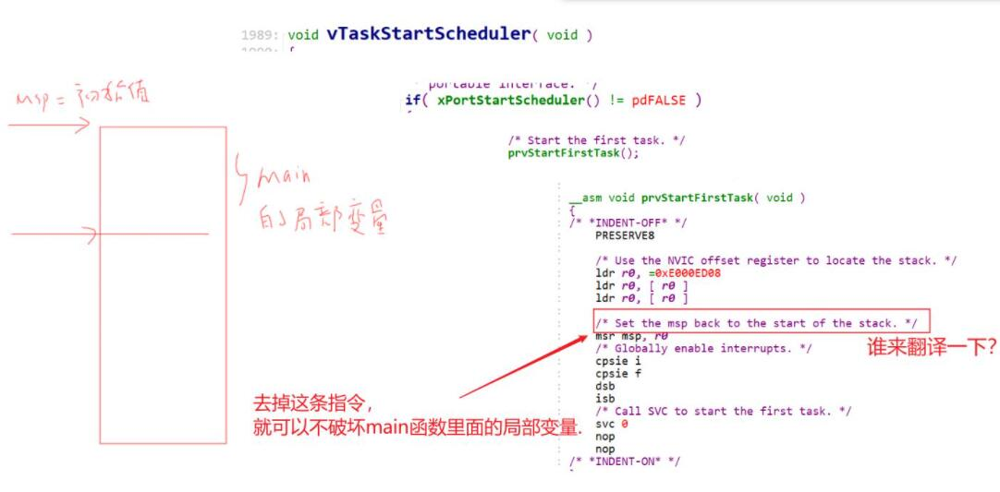 1989: void vTaskStartScheduler( void )
msp = 初始值
portable interface. */
if( xPortStartScheduler() != pdFALSE )
/* Start the first task. */
prvStartFirstTask();
main
的局部变量
__asm void prvStartFirstTask( void )
{
/* *INDENT-OFF* */
PRESERVE8
/* Use the NVIC offset register to locate the stack. */
ldr r0, =0xE000ED08
ldr r0, [ r0 ]
ldr r0, [ r0 ]
/* Set the msp back to the start of the stack. */
msr msp, r0
谁来翻译一下?
/* Globally enable interrupts. */
cpsie i
cpsie f
dsb
isb
/* Call SVC to start the first task. */
svc 0
nop
nop
/* *INDENT-ON* */
去掉这条指令,
就可以不破坏main函数里面的局部变量.